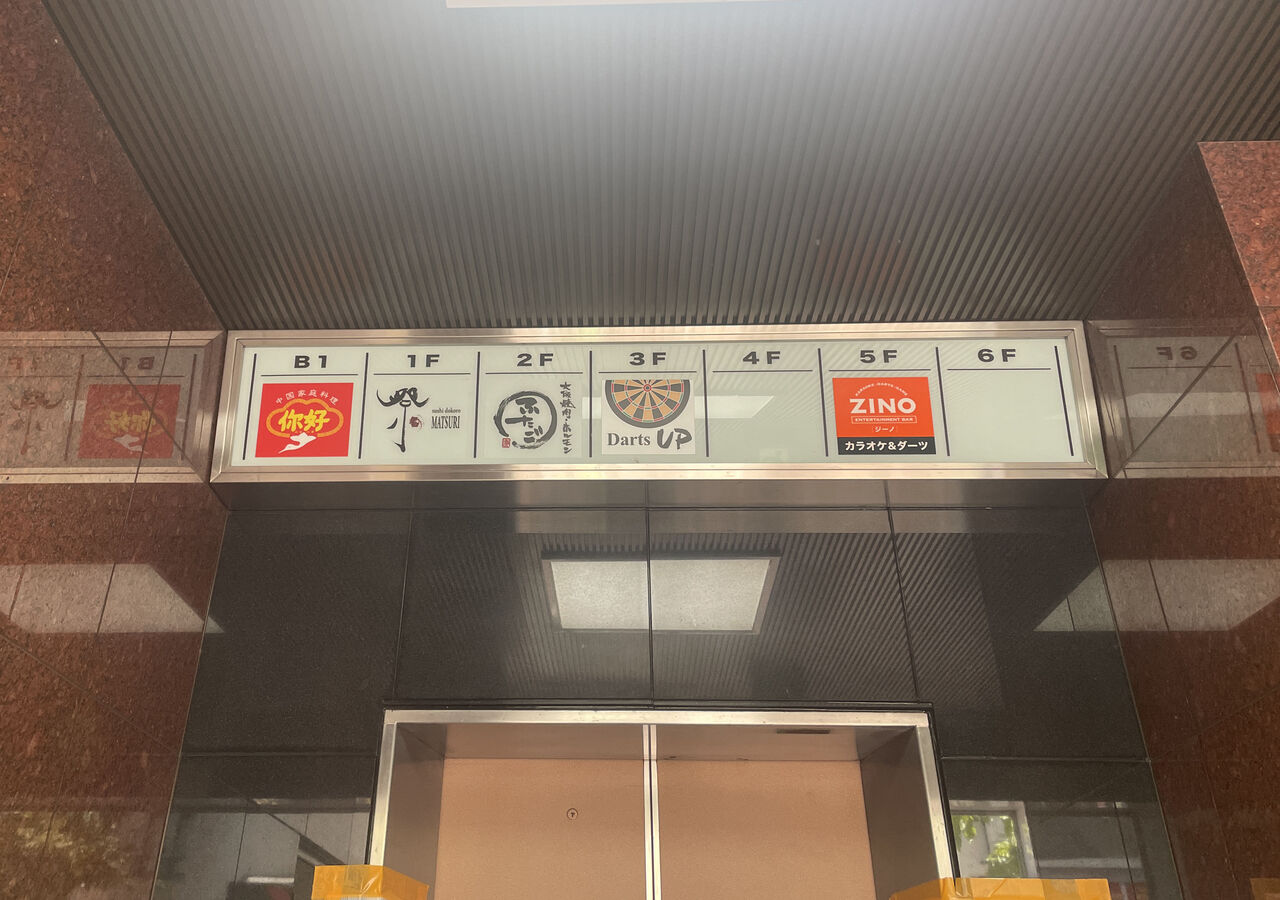 B1
1F
2F
3F
4F
5F
6F
中国家庭料理
你好
sushi dokoro
MATSURI
ふたご
大阪焼肉・ホルモン
Darts UP
ZINO
ENTERTAINMENT BAR
ジーノ
カラオケ&ダーツ